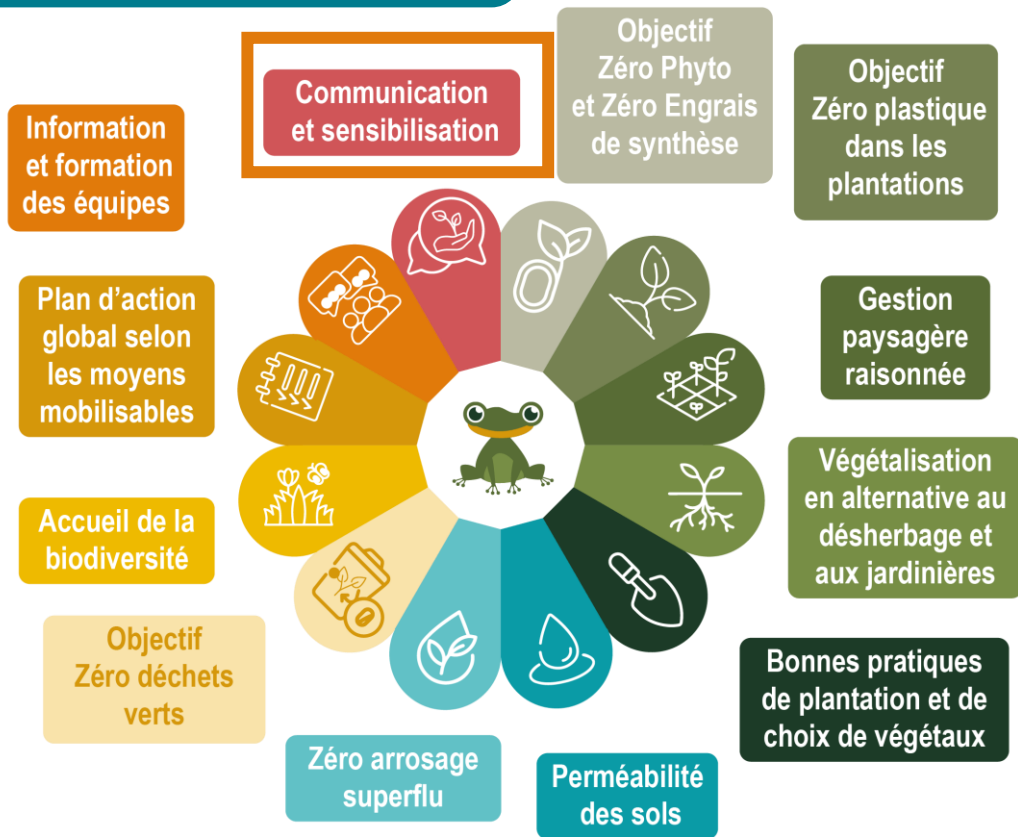 Communication
et sensibilisation
Objectif
Zéro Phyto
et Zéro Engrais
de synthèse
Objectif
Zéro plastique
dans les
plantations
Gestion
paysagère
raisonnée
Végétalisation
en alternative au
désherbage et
aux jardinières
Bonnes pratiques
de plantation et de
choix de végétaux
Perméabilité
des sols
Zéro arrosage
superflu
Objectif
Zéro déchets
verts
Accueil de la
biodiversité
Plan d'action
global selon
les moyens
mobilisables
Information
et formation
des équipes